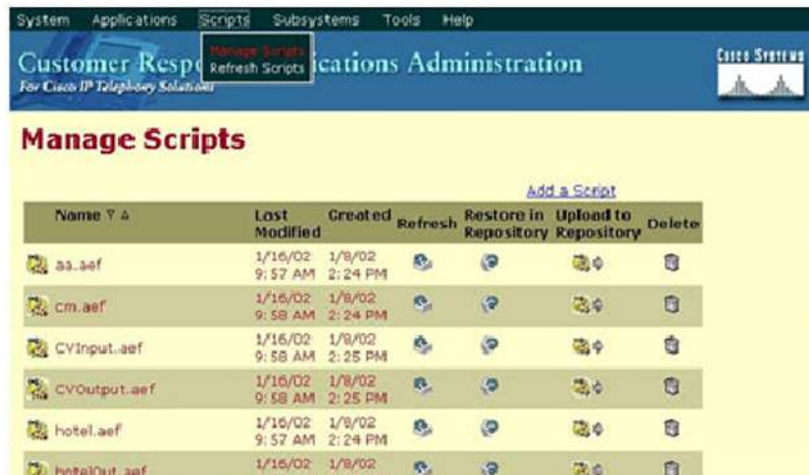 System Applications Scripts Subsystems Tools Help
Manage Scripts
Refresh Scripts
Customer Resp ications Administration
For Cisco IP Telephony Solutions
CISCO SYSTEMS
Manage Scripts
Add a Script
Name Last Modified Created Refresh Restore in Repository Upload to Repository Delete
aa.aef 1/16/02 9:57 AM 1/8/02 2:24 PM
cm.aef 1/16/02 9:58 AM 1/8/02 2:24 PM
CVInput.aef 1/16/02 9:58 AM 1/8/02 2:25 PM
CVOutput.aef 1/16/02 9:58 AM 1/8/02 2:25 PM
hotel.aef 1/16/02 9:57 AM 1/8/02 2:24 PM
hotelOut.aef 1/16/02 1/8/02